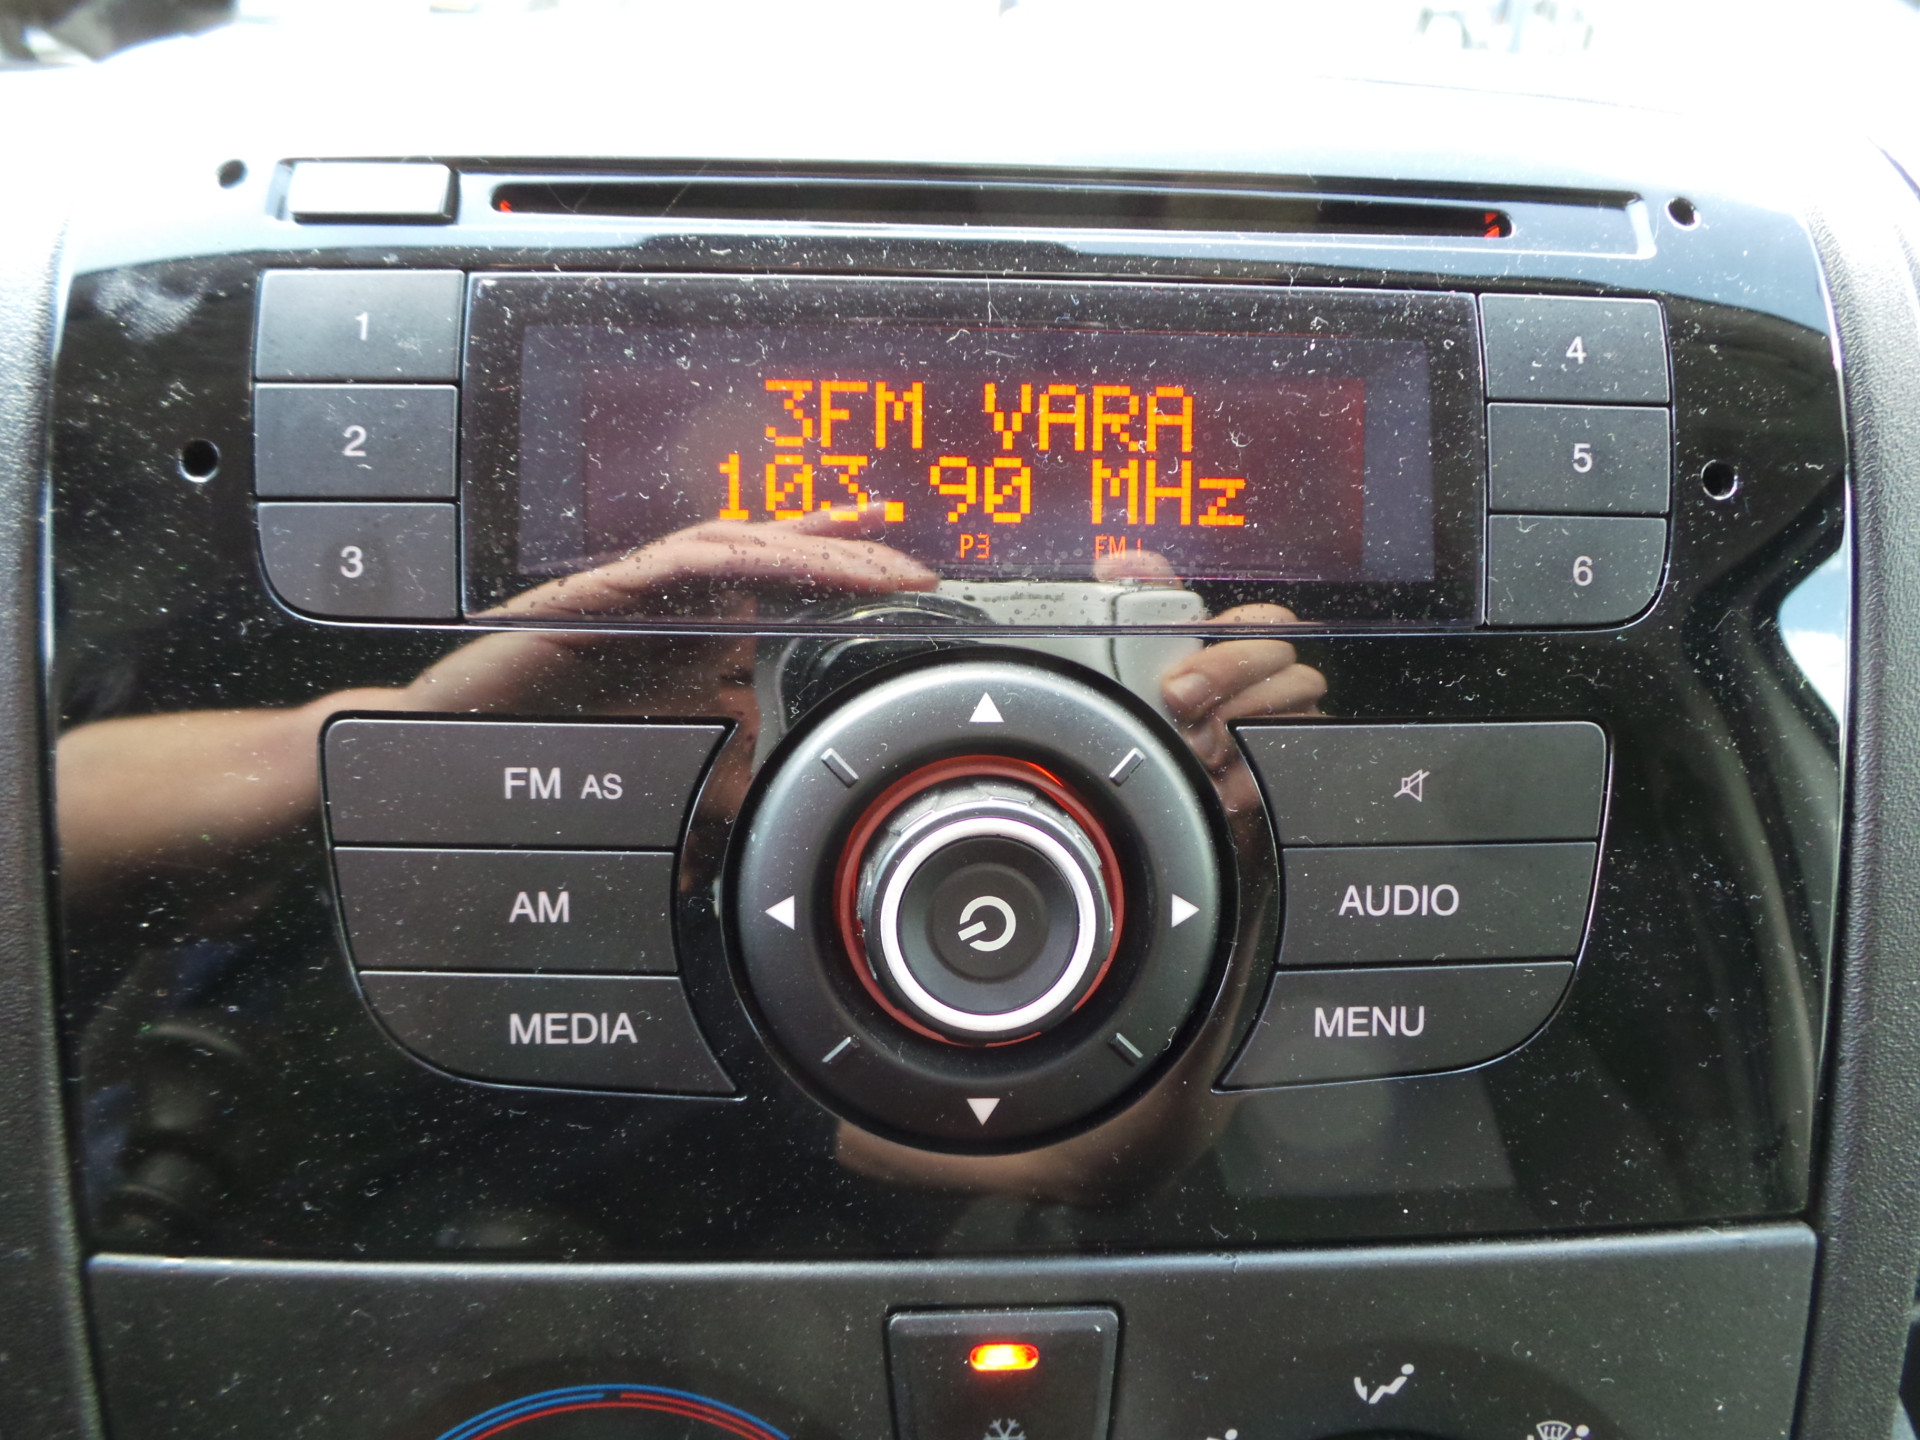 1
2
3
4
5
6
3FM VARA
103.90 MHz
P3 FM1
FM AS
AM
MEDIA
AUDIO
MENU